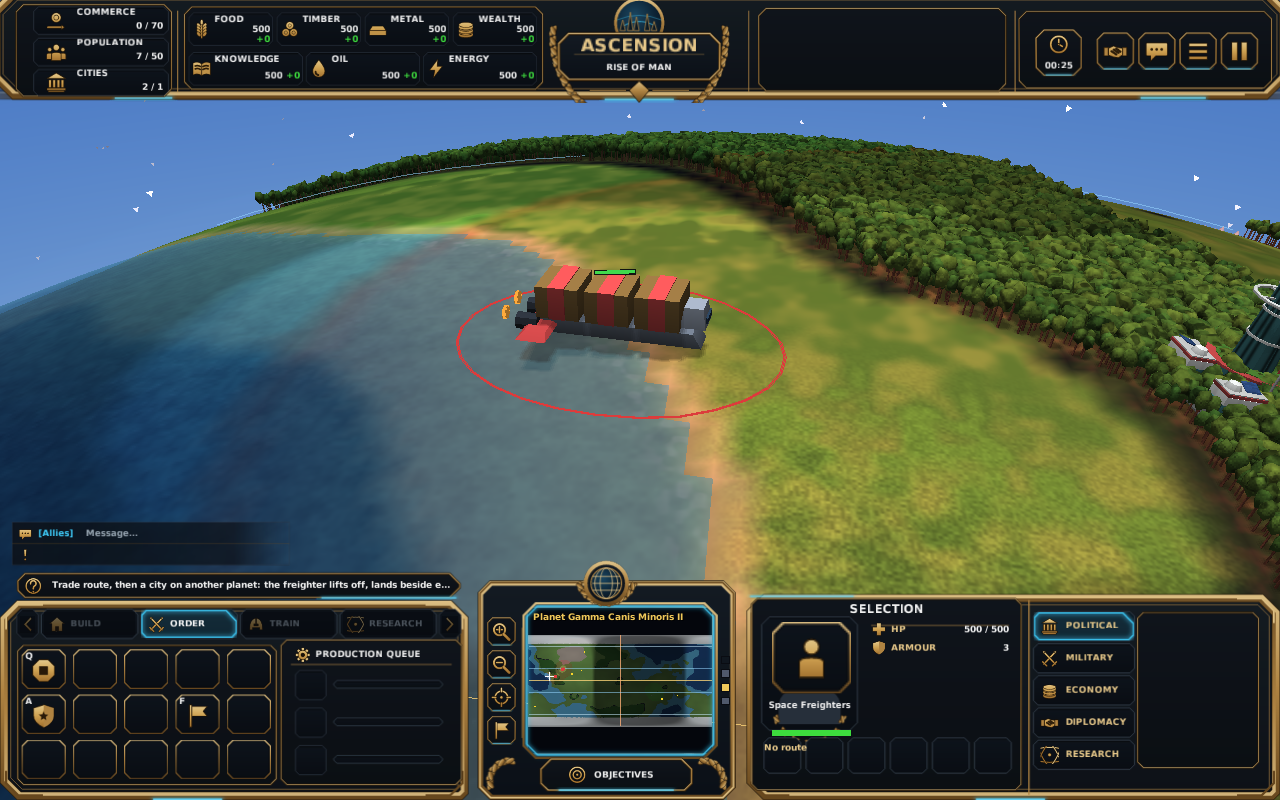 COMMERCE
0 / 70
POPULATION
7 / 50
CITIES
2 / 1
FOOD
500
+0
TIMBER
500
+0
METAL
500
+0
WEALTH
500
+0
KNOWLEDGE
500 +0
OIL
500 +0
ENERGY
500 +0
ASCENSION
RISE OF MAN
00:25
[Allies] Message...
!
Trade route, then a city on another planet: the freighter lifts off, lands beside e...
BUILD
ORDER
TRAIN
RESEARCH
Q
A
F
PRODUCTION QUEUE
Planet Gamma Canis Minoris II
OBJECTIVES
SELECTION
HP 500 / 500
ARMOUR 3
Space Freighters
No route
POLITICAL
MILITARY
ECONOMY
DIPLOMACY
RESEARCH